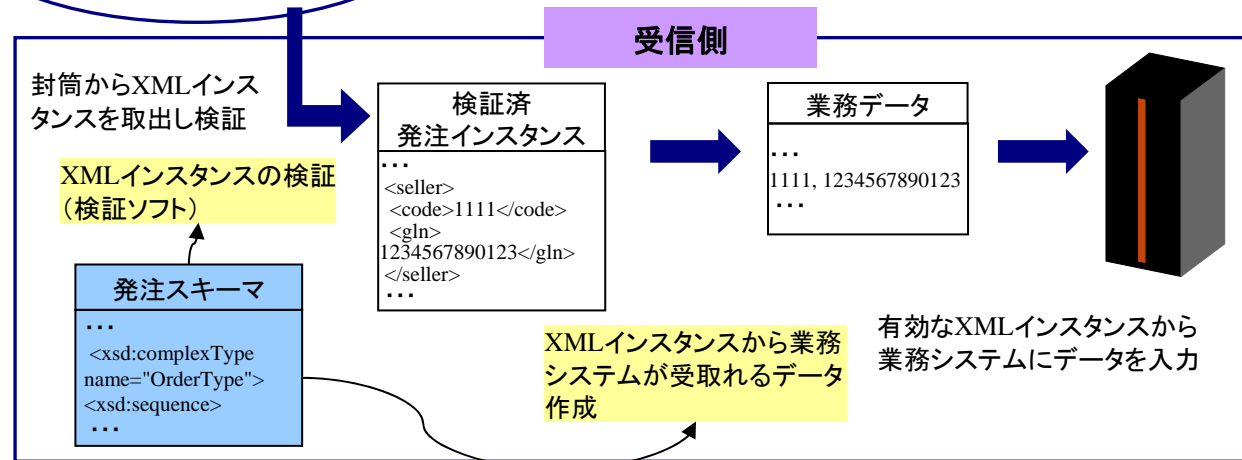 受信側
封筒からXMLインス
タンスを取出し検証
XMLインスタンスの検証
（検証ソフト）
発注スキーマ
･･･
<xsd:complexType
name="OrderType">
<xsd:sequence>
･･･
検証済
発注インスタンス
･･･
<seller>
<code>1111</code>
<gln>
1234567890123</gln>
</seller>
･･･
業務データ
･･･
1111, 1234567890123
･･･
XMLインスタンスから業務
システムが受取れるデータ
作成
有効なXMLインスタンスから
業務システムにデータを入力